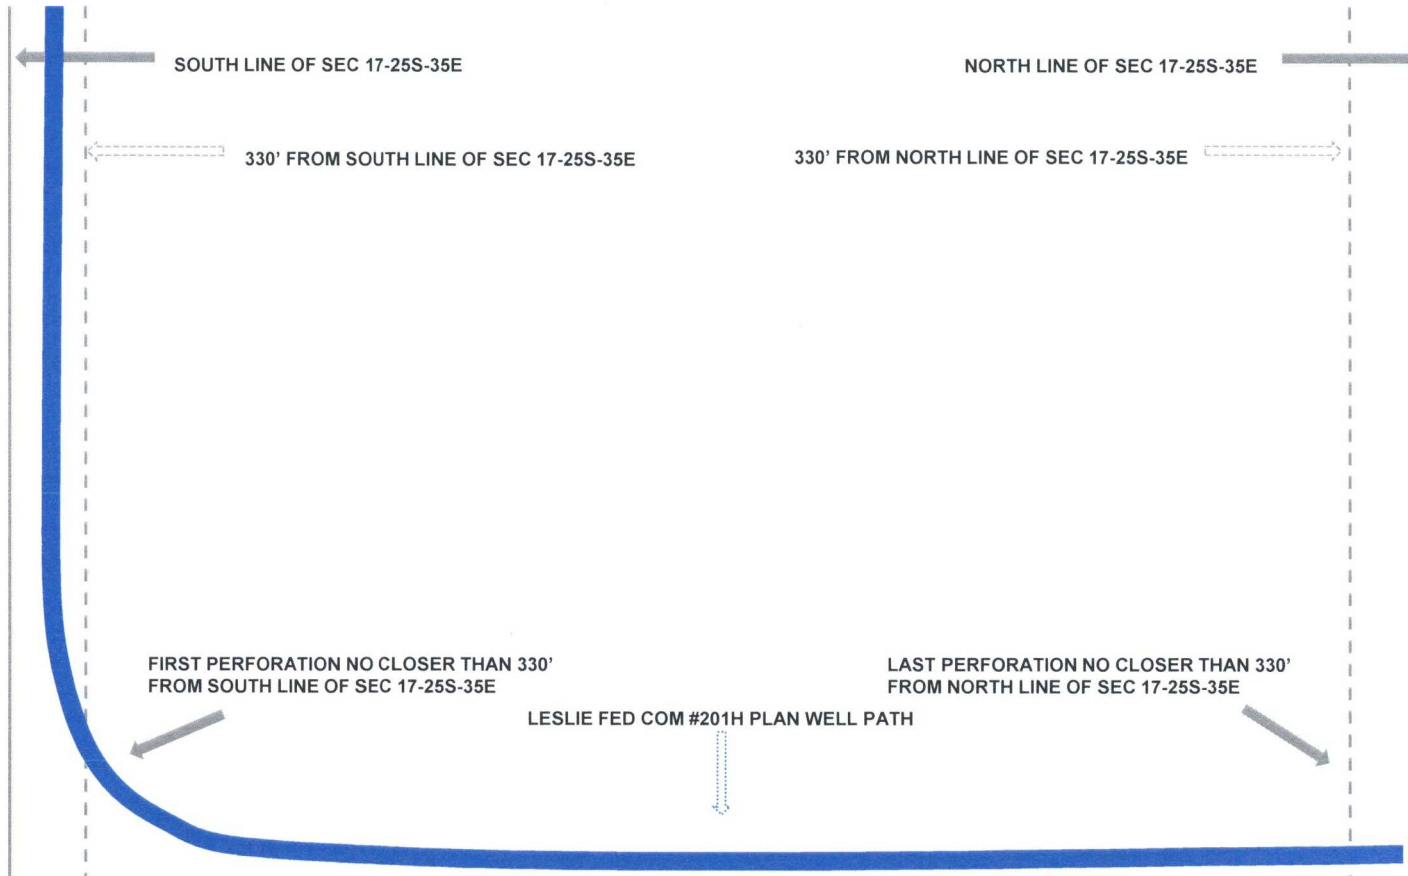 SOUTH LINE OF SEC 17-25S-35E
NORTH LINE OF SEC 17-25S-35E
330' FROM SOUTH LINE OF SEC 17-25S-35E
330' FROM NORTH LINE OF SEC 17-25S-35E
FIRST PERFORATION NO CLOSER THAN 330'
FROM SOUTH LINE OF SEC 17-25S-35E
LAST PERFORATION NO CLOSER THAN 330'
FROM NORTH LINE OF SEC 17-25S-35E
LESLIE FED COM #201H PLAN WELL PATH